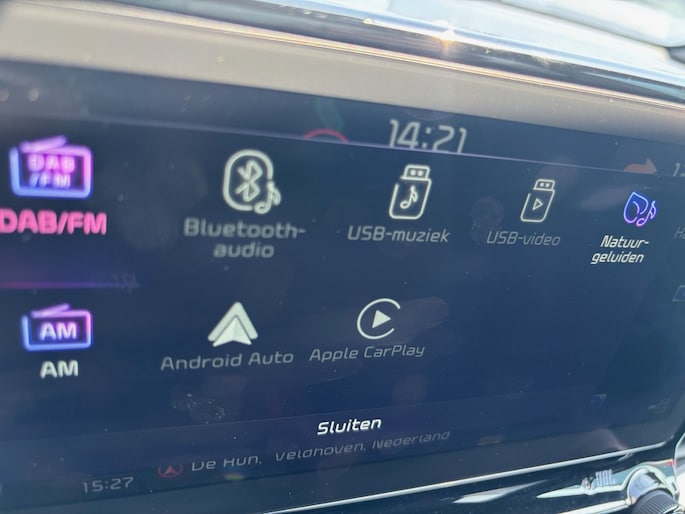 14:21
DAB
/FM
DAB/FM
Bluetooth-
audio
USB-muziek
USB-video
Natuur-
geluiden
AM
AM
Android Auto
Apple CarPlay
Sluiten
De Run, Veldhoven, Nederland
15:27
JBL